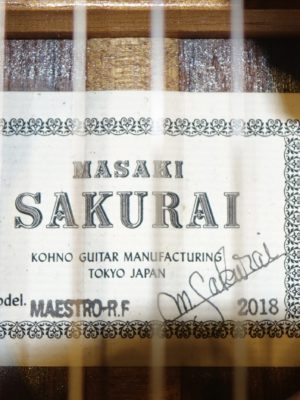 MASAKI
SAKURAI
KOHNO GUITAR MANUFACTURING
TOKYO JAPAN
odel. MAESTRO-R.F 2018
M Sakurai